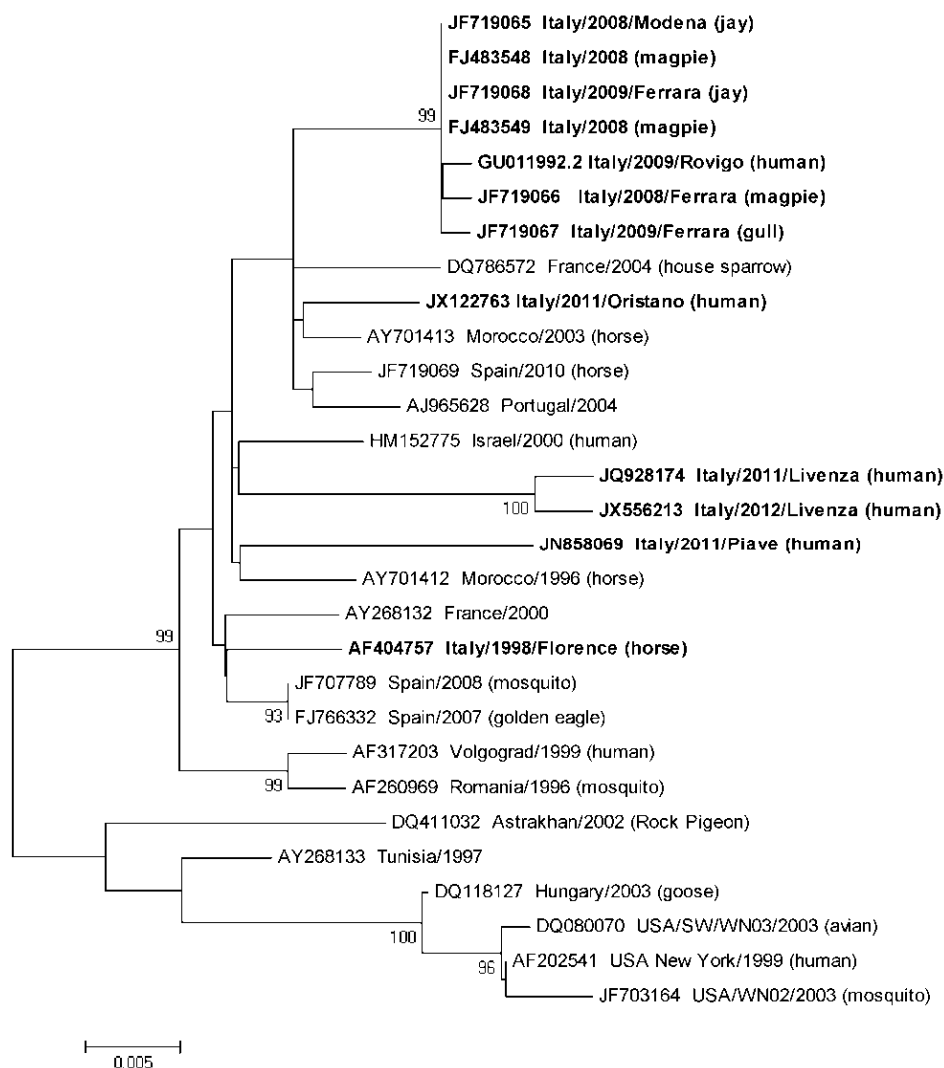 JF719065 Italy/2008/Modena (jay)
FJ483548 Italy/2008 (magpie)
JF719068 Italy/2009/Ferrara (jay)
99
FJ483549 Italy/2008 (magpie)
GU011992.2 Italy/2009/Rovigo (human)
JF719066 Italy/2008/Ferrara (magpie)
JF719067 Italy/2009/Ferrara (gull)
DQ786572 France/2004 (house sparrow)
JX122763 Italy/2011/Oristano (human)
AY701413 Morocco/2003 (horse)
JF719069 Spain/2010 (horse)
AJ965628 Portugal/2004
HM152775 Israel/2000 (human)
JQ928174 Italy/2011/Livenza (human)
100
JX556213 Italy/2012/Livenza (human)
JN858069 Italy/2011/Piave (human)
AY701412 Morocco/1996 (horse)
AY268132 France/2000
99
AF404757 Italy/1998/Florence (horse)
JF707789 Spain/2008 (mosquito)
93
FJ766332 Spain/2007 (golden eagle)
AF317203 Volgograd/1999 (human)
99
AF260969 Romania/1996 (mosquito)
DQ411032 Astrakhan/2002 (Rock Pigeon)
AY268133 Tunisia/1997
DQ118127 Hungary/2003 (goose)
100
DQ080070 USA/SW/WN03/2003 (avian)
96
AF202541 USA New York/1999 (human)
JF703164 USA/WN02/2003 (mosquito)
0.005